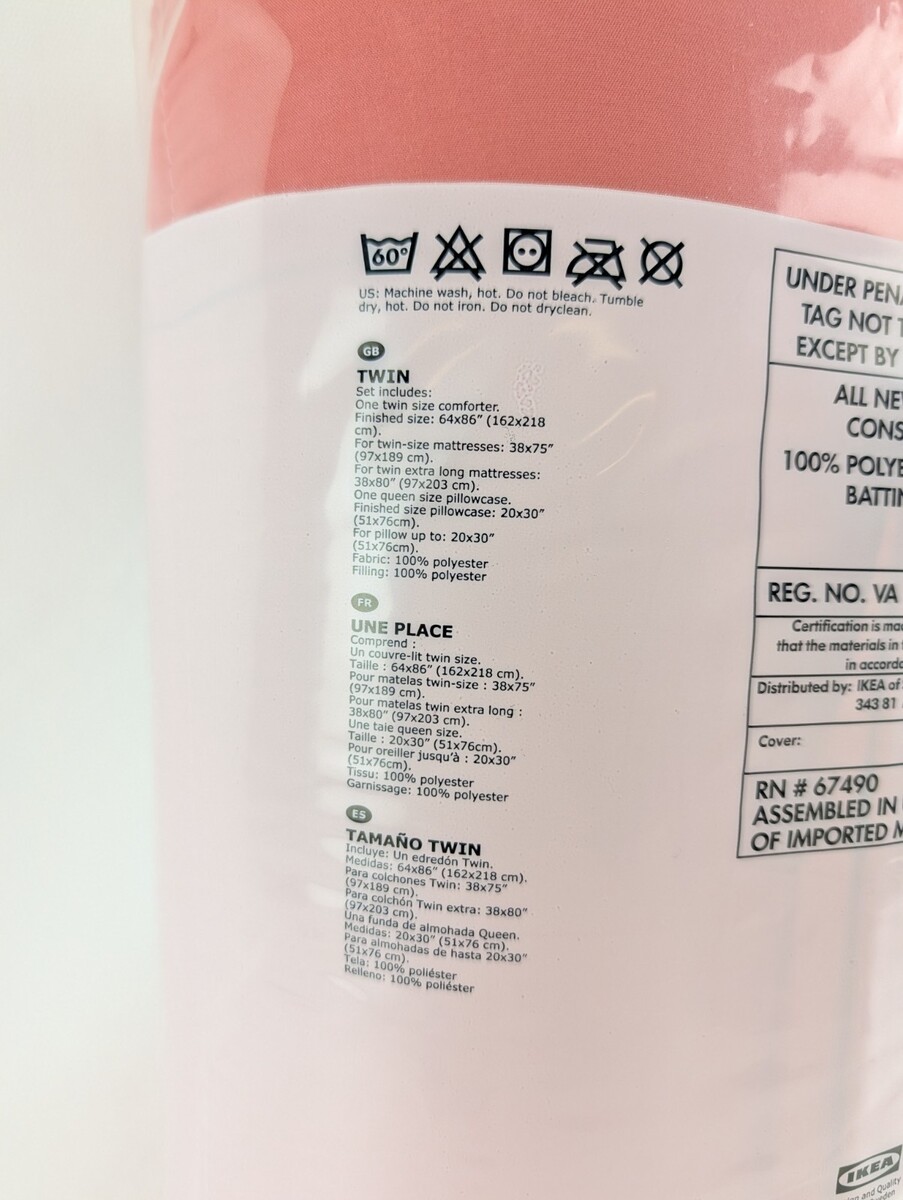 60°
US: Machine wash, hot. Do not bleach. Tumble
dry, hot. Do not iron. Do not dryclean.
GB
TWIN
Set includes:
One twin size comforter.
Finished size: 64x86” (162x218
cm).
For twin-size mattresses: 38x75”
(97x189 cm).
For twin extra long mattresses:
38x80” (97x203 cm).
One queen size pillowcase.
Finished size pillowcase: 20x30”
(51x76cm).
For pillow up to: 20x30”
(51x76cm).
Fabric: 100% polyester
Filling: 100% polyester
FR
UNE PLACE
Comprend :
Un couvre-lit twin size.
Taille : 64x86” (162x218 cm).
Pour matelas twin-size : 38x75”
(97x189 cm).
Pour matelas twin extra long :
38x80” (97x203 cm).
Une taie queen size.
Taille : 20x30” (51x76cm).
Pour oreiller jusqu'à : 20x30”
(51x76cm).
Tissu: 100% polyester
Garnissage: 100% polyester
ES
TAMAÑO TWIN
Incluye: Un edredón Twin.
Medidas: 64x86” (162x218 cm).
Para colchones Twin: 38x75”
(97x189 cm).
Para colchón Twin extra: 38x80”
(97x203 cm).
Una funda de almohada Queen.
Medidas: 20x30” (51x76 cm).
Para almohadas de hasta 20x30”
(51x76 cm).
Tela: 100% poliéster
Relleno: 100% poliéster
UNDER PENA
TAG NOT T
EXCEPT BY
ALL NE
CONS
100% POLYE
BATTIN
REG. NO. VA
Certification is mad
that the materials in
in accorda
Distributed by: IKEA of
343 81
Cover:
RN # 67490
ASSEMBLED IN
OF IMPORTED M
IKEA
and Quality
Sweden